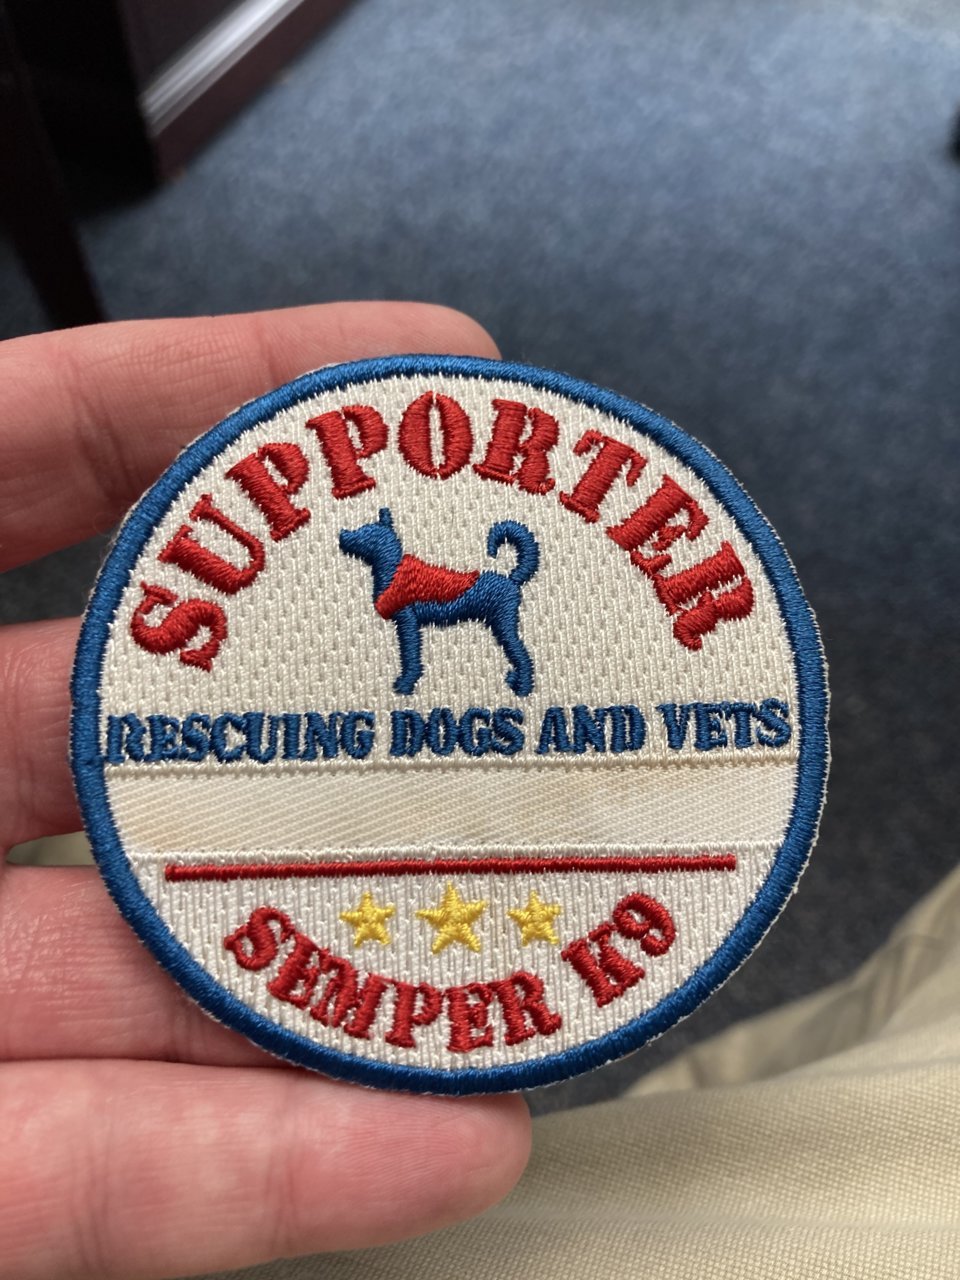 SUPPORTER
RESCUING DOGS AND VETS
SEMPER K9